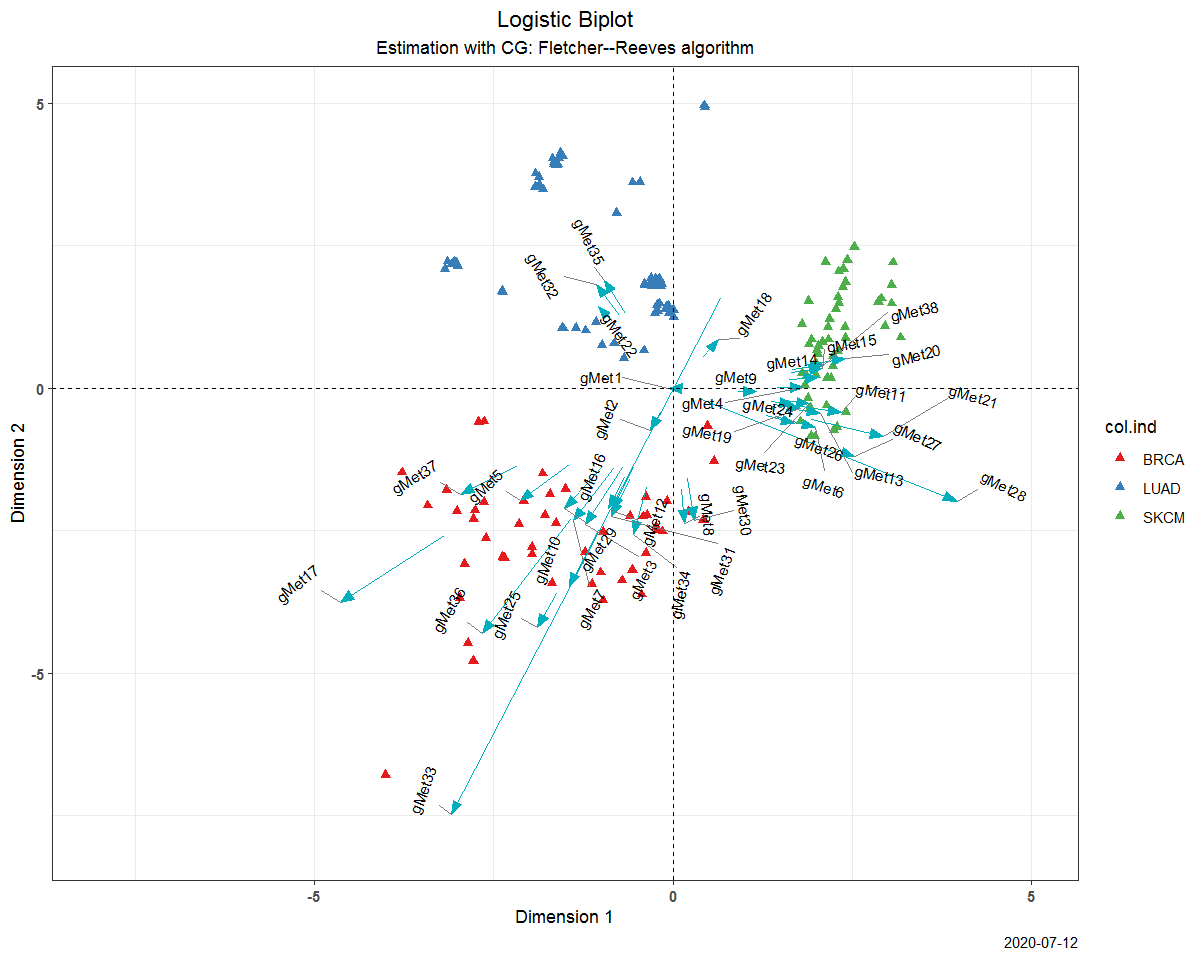 Logistic Biplot
Estimation with CG: Fletcher--Reeves algorithm
5
0
-5
Dimension 2
gMet35
gMet32
gMet22
gMet18
gMet38
gMet15
gMet14
gMet20
gMet1
gMet9
gMet4
gMet24
gMet11
gMet21
gMet2
gMet19
gMet27
gMet26
gMet23
gMet13
gMet6
gMet28
gMet37
gMet5
gMet16
gMet12
gMet8
gMet30
gMet10
gMet29
gMet3
gMet34
gMet31
gMet17
gMet36
gMet25
gMet7
gMet33
-5
0
5
Dimension 1
col.ind
BRCA
LUAD
SKCM
2020-07-12